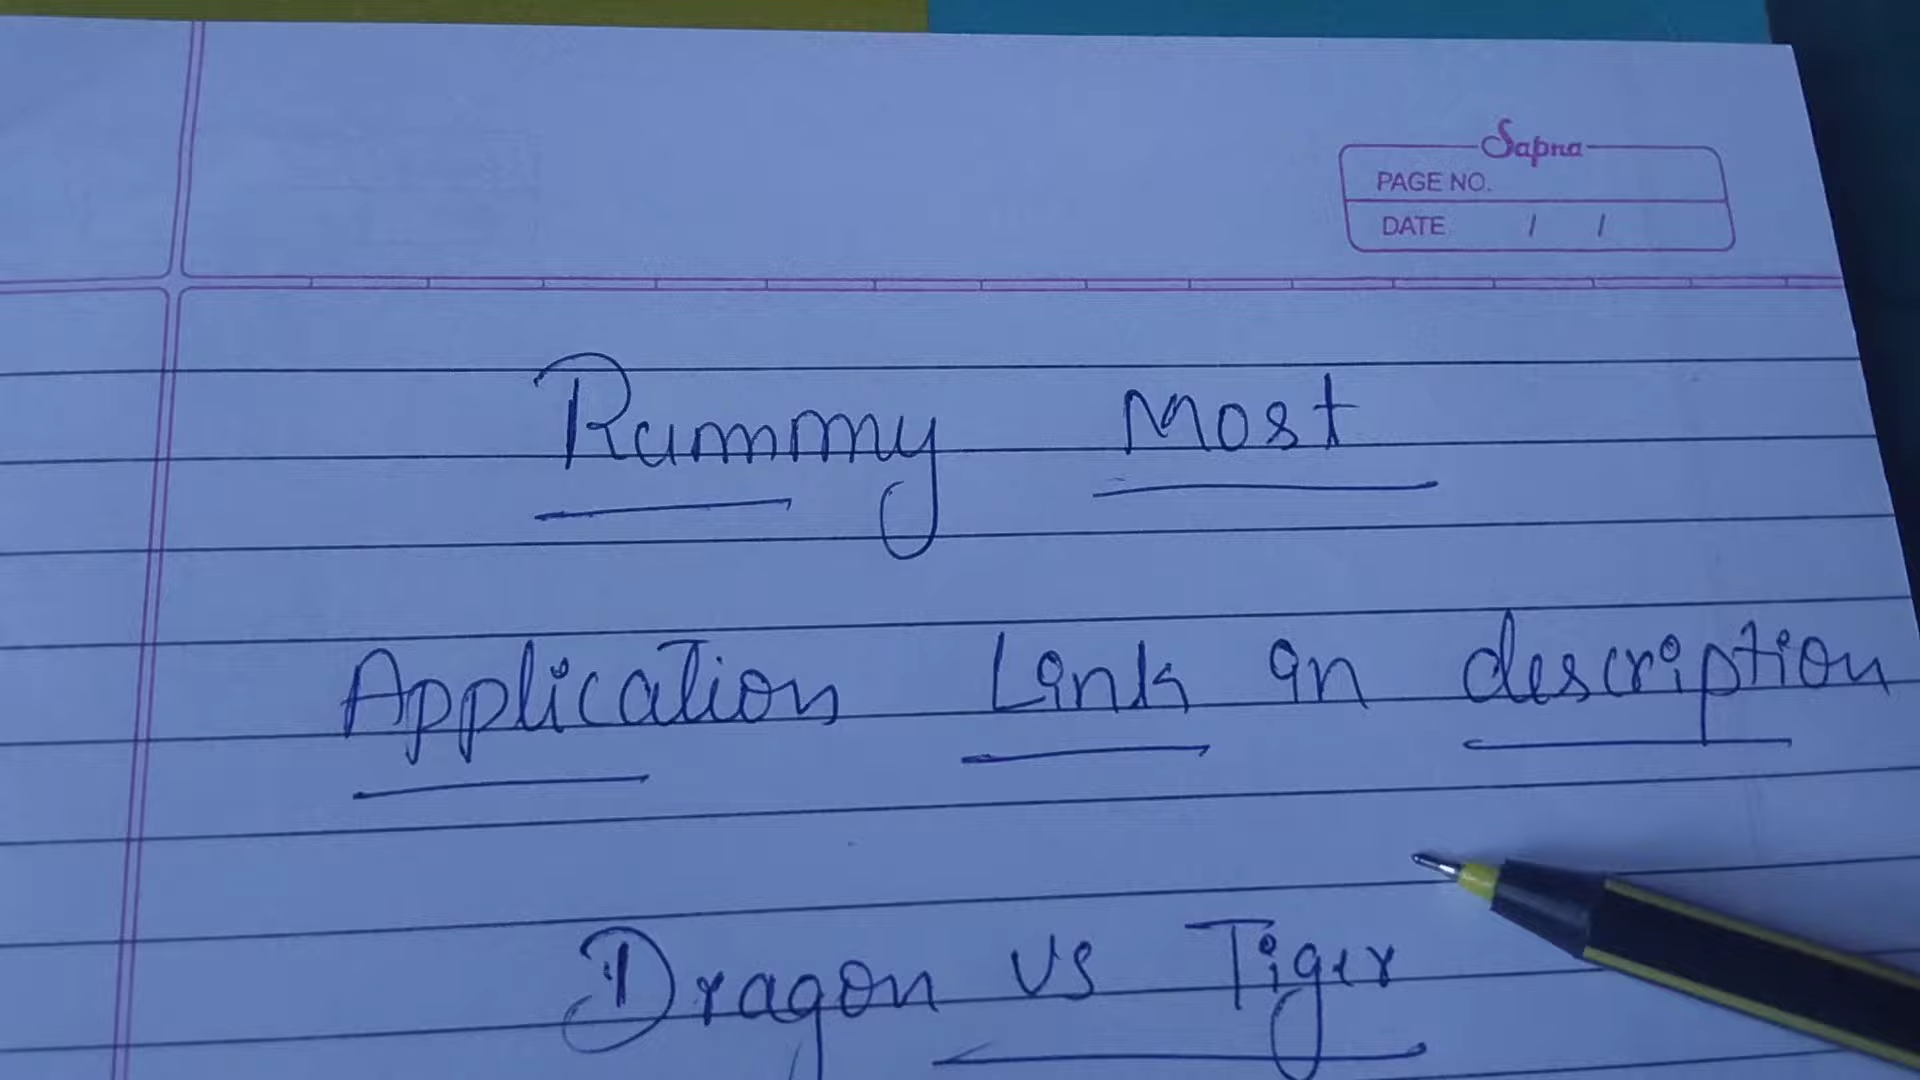 Sapna
PAGE NO.
DATE / /
Rummy Most
Application Link in description
Dragon vs Tiger